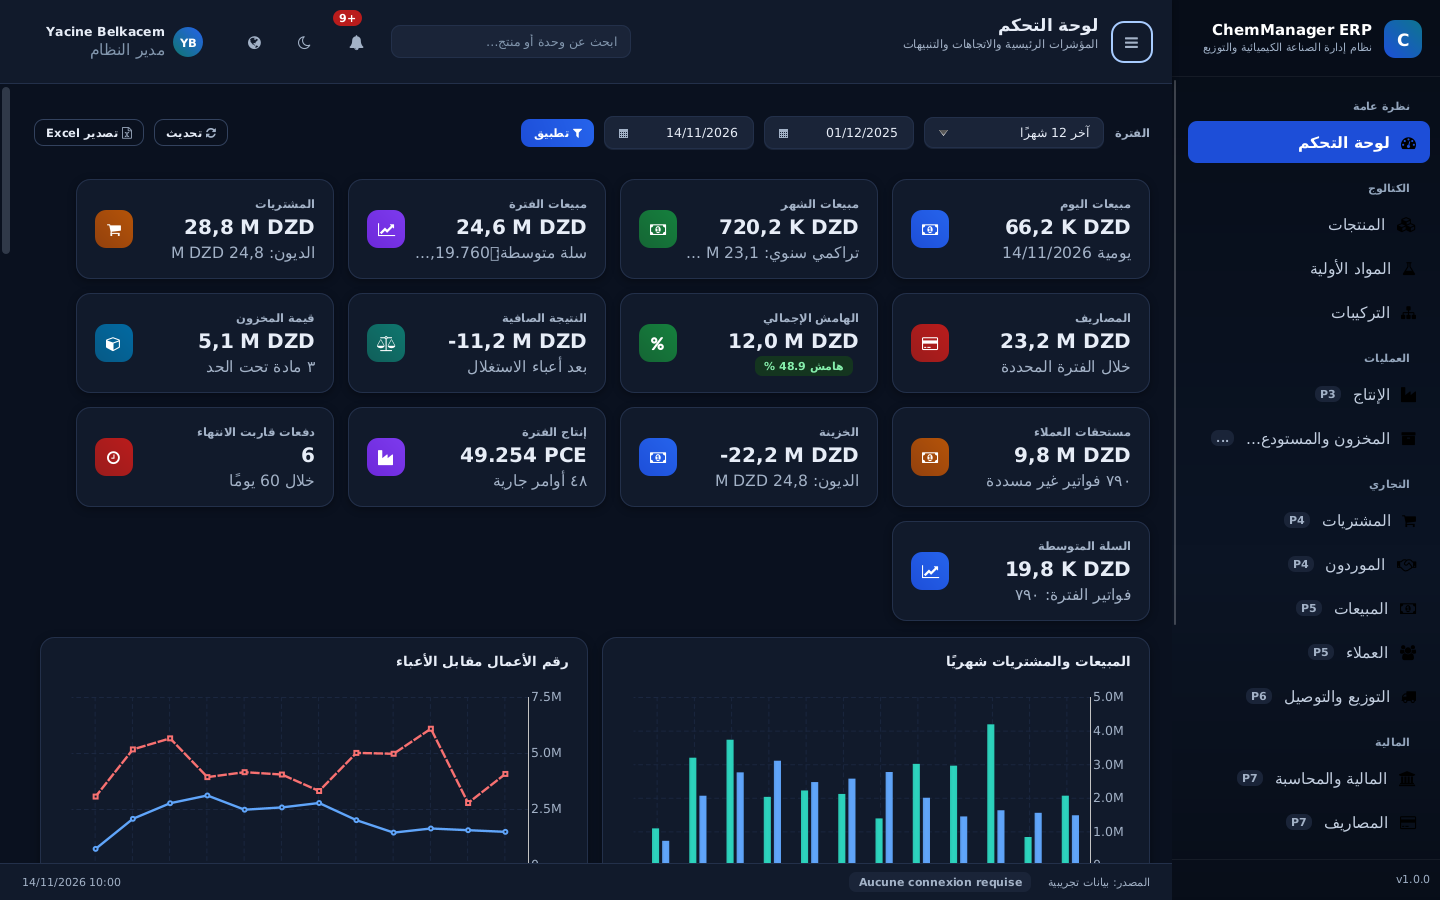 ChemManager ERP
نظام إدارة الصناعة الكيميائية والتوزيع
C
نظرة عامة
لوحة التحكم
الكتالوج
المنتجات
المواد الأولية
التركيبات
العمليات
الإنتاج P3
المخزون والمستودع... ...
التجاري
المشتريات P4
الموردون P4
المبيعات P5
العملاء P5
التوزيع والتوصيل P6
المالية
المالية والمحاسبة P7
المصاريف P7
v1.0.0
لوحة التحكم
المؤشرات الرئيسية والاتجاهات والتنبيهات
ابحث عن وحدة أو منتج...
9+
YB
Yacine Belkacem
مدير النظام
الفترة
آخر 12 شهرًا
01/12/2025
14/11/2026
تطبيق
تحديث
تصدير Excel
مبيعات اليوم
66,2 K DZD
يومية 14/11/2026
مبيعات الشهر
720,2 K DZD
تراكمي سنوي: 23,1 M ...
مبيعات الفترة
24,6 M DZD
سلة متوسطة: 19.760,...
المشتريات
28,8 M DZD
الديون: 24,8 M DZD
المصاريف
23,2 M DZD
خلال الفترة المحددة
الهامش الإجمالي
12,0 M DZD
هامش 48.9 %
النتيجة الصافية
-11,2 M DZD
بعد أعباء الاستغلال
قيمة المخزون
5,1 M DZD
٣ مادة تحت الحد
مستحقات العملاء
9,8 M DZD
٧٩٠ فواتير غير مسددة
الخزينة
-22,2 M DZD
الديون: 24,8 M DZD
إنتاج الفترة
49.254 PCE
٤٨ أوامر جارية
دفعات قاربت الانتهاء
6
خلال 60 يومًا
السلة المتوسطة
19,8 K DZD
فواتير الفترة: ٧٩٠
المبيعات والمشتريات شهريًا
5.0M
4.0M
3.0M
2.0M
1.0M
0
رقم الأعمال مقابل الأعباء
7.5M
5.0M
2.5M
0
المصدر: بيانات تجريبية
Aucune connexion requise
14/11/2026 10:00